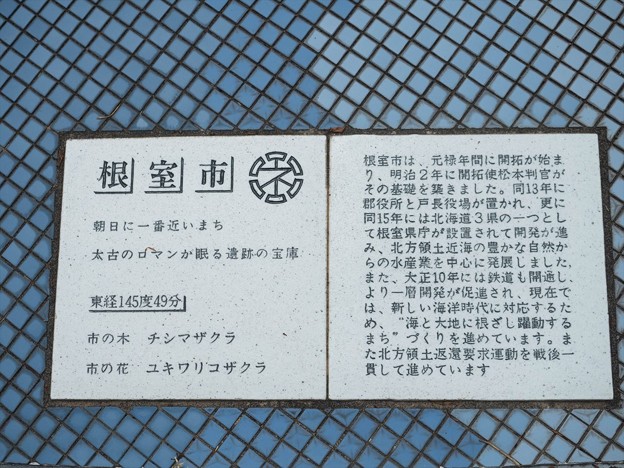 根室市 ネ
朝日に一番近いまち
太古のロマンが眠る遺跡の宝庫
東経145度49分
市の木 チシマザクラ
市の花 ユキワリコザクラ
根室市は、元禄年間に開拓が始ま
り、明治2年に開拓使松本判官が
その基礎を築きました。同13年に
郡役所と戸長役場が置かれ、更に
同15年には北海道3県の一つとし
て根室県庁が設置されて開発が進
み、北方領土近海の豊かな自然か
らの水産業を中心に発展しました。
また、大正10年には鉄道も開通し、
より一層開発が促進され、現在で
は、新しい海洋時代に対応するた
め、“海と大地に根ざし躍動する
まち”づくりを進めています。ま
た北方領土返還要求運動を戦後一
貫して進めています